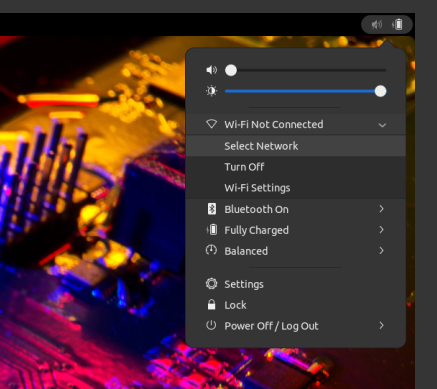 Wi-Fi Not Connected
Select Network
Turn Off
Wi-Fi Settings
Bluetooth On
Fully Charged
Balanced
Settings
Lock
Power Off / Log Out